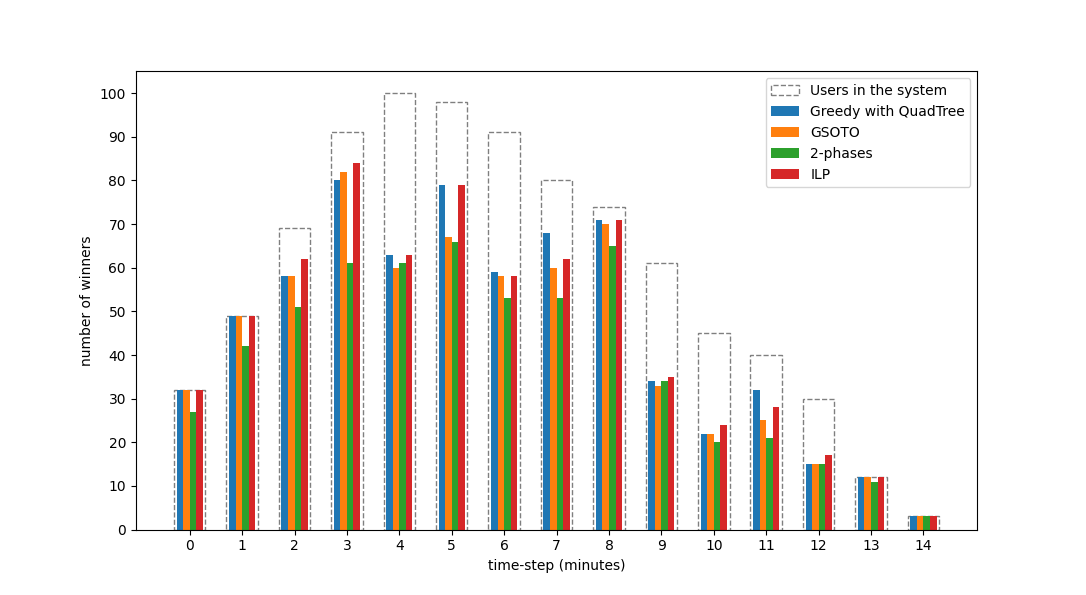 Users in the system
Greedy with QuadTree
GSOTO
2-phases
ILP
number of winners
100
90
80
70
60
50
40
30
20
10
0
0 1 2 3 4 5 6 7 8 9 10 11 12 13 14
time-step (minutes)